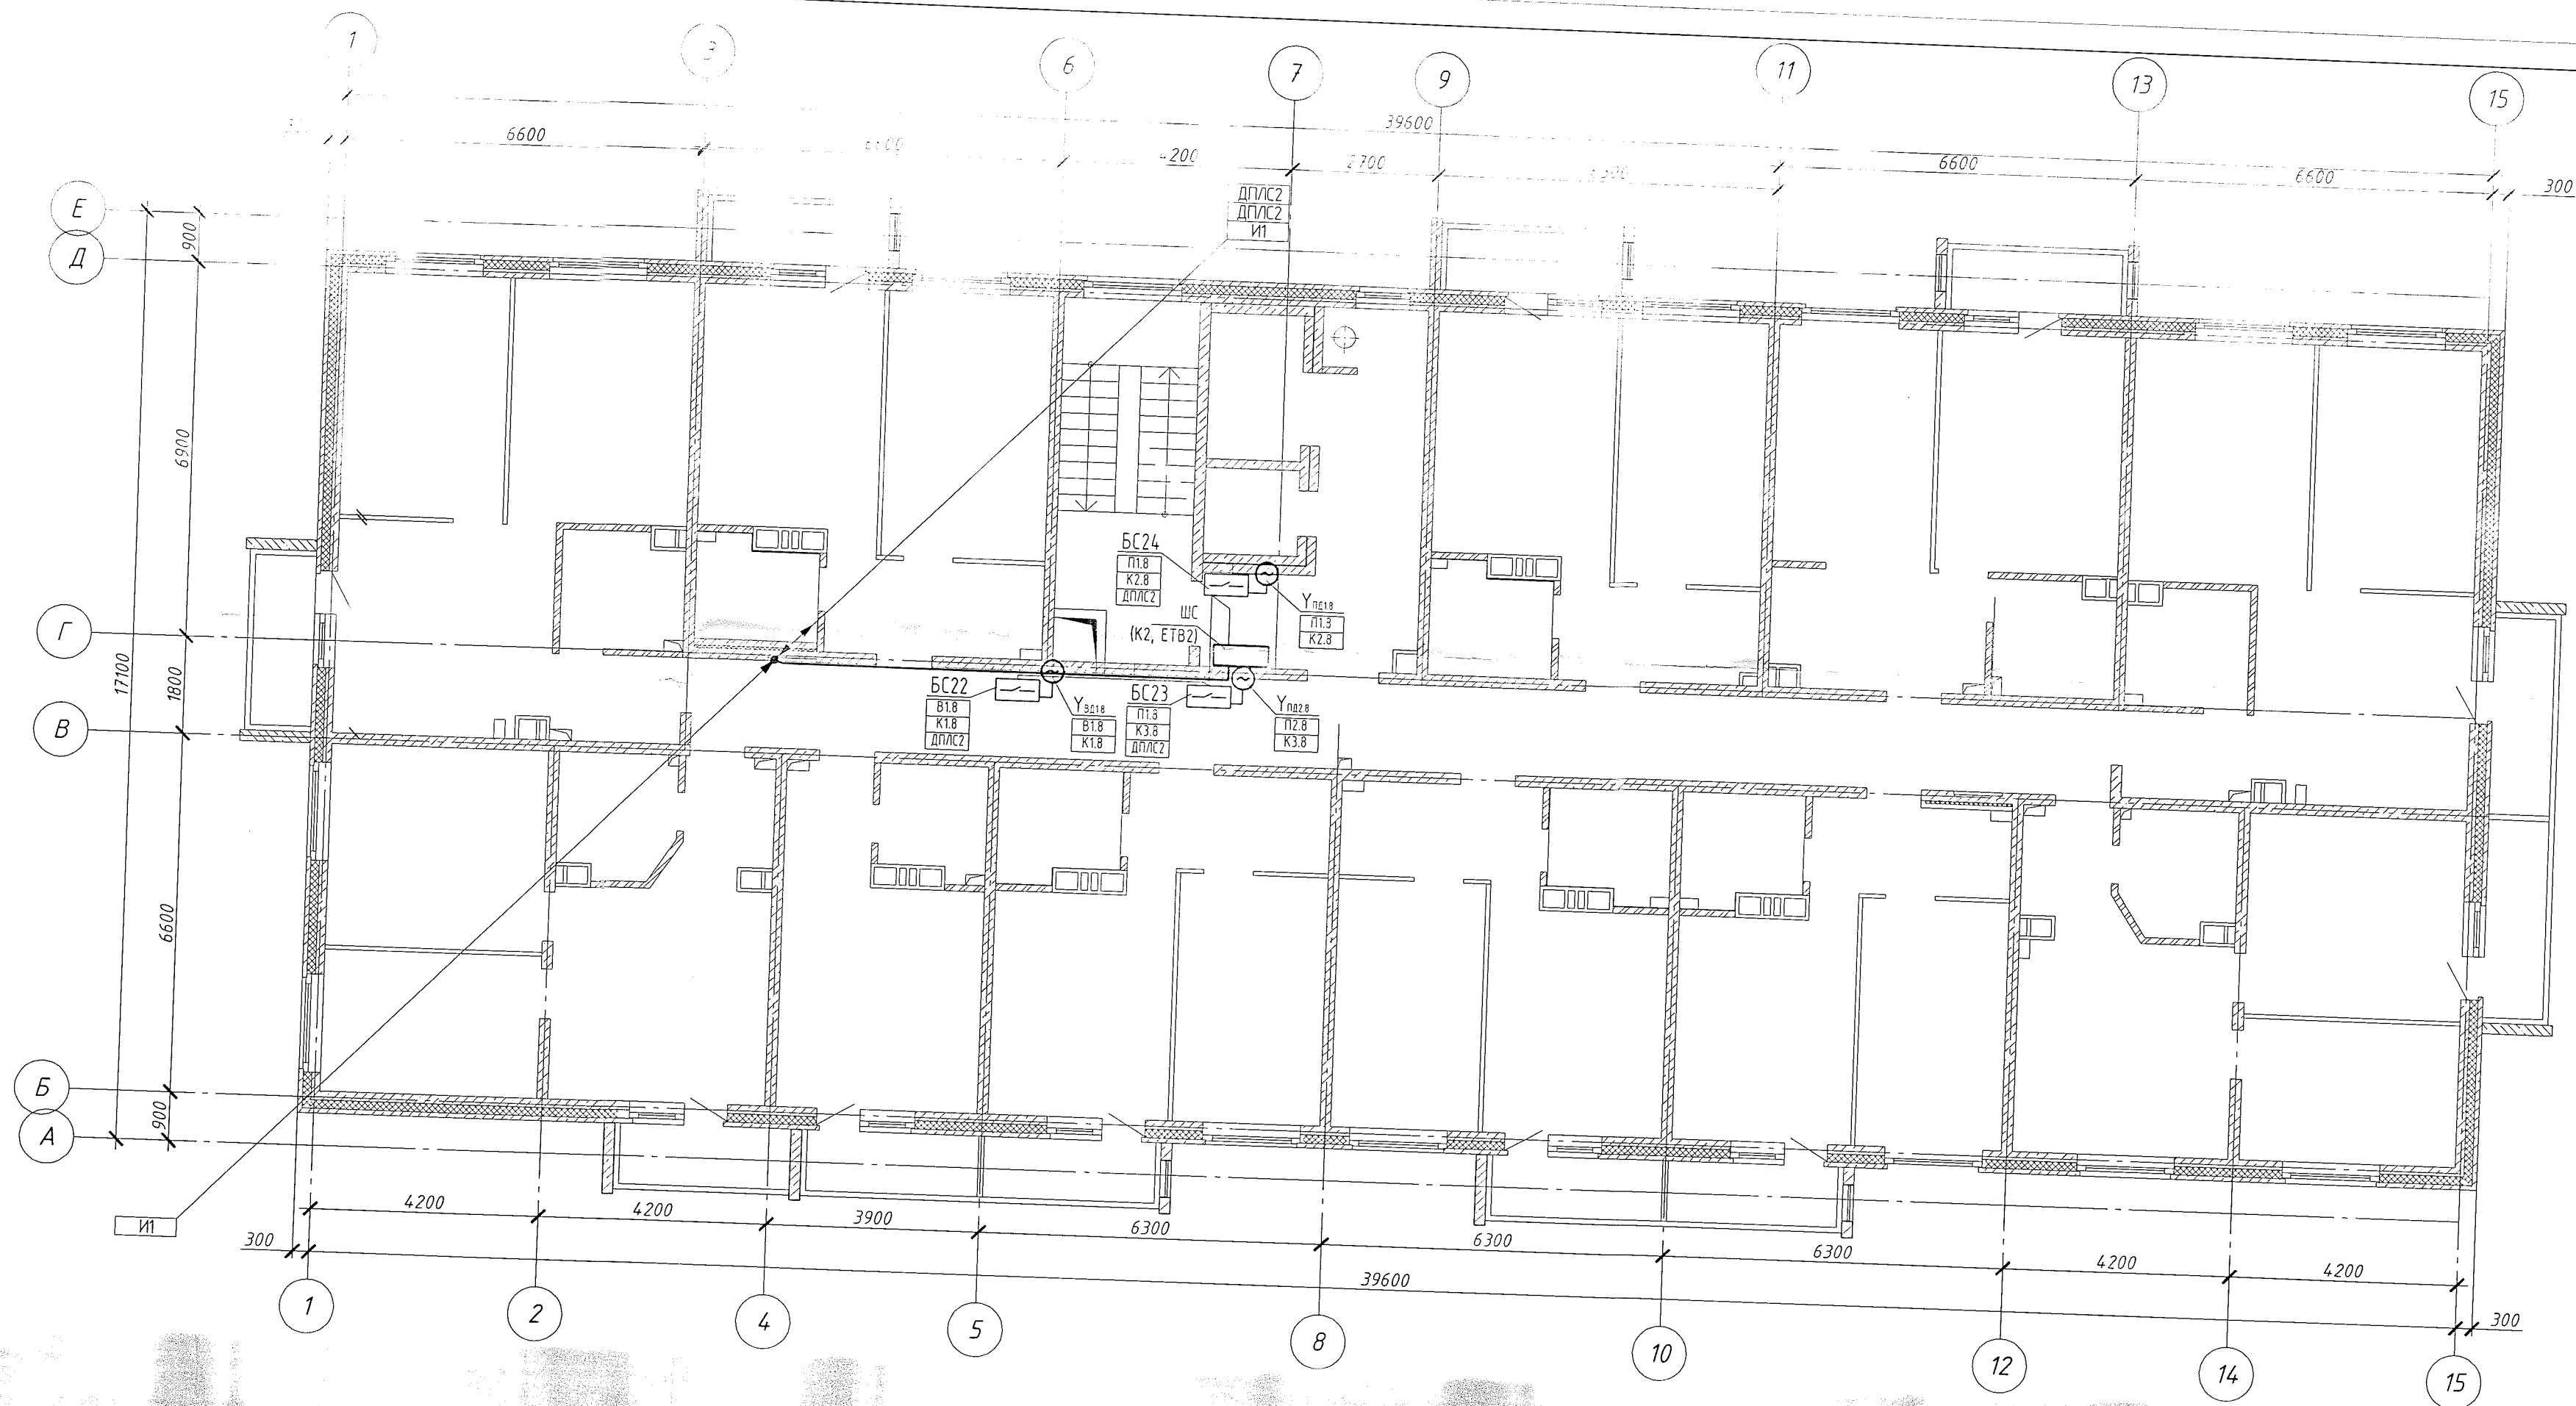 1
3
6
7
9
11
13
15
39600
6600
4200
2700
6600
6600
300
ДПЛС2
ДПЛС2
И1
Е
Д
Г
В
Б
А
900
6900
17100
1800
6600
900
БС24
П1.8
К2.8
ДПЛС2
Yпд1.8
П1.8
К2.8
ШС
(К2, ЕТВ2)
БС22
В1.8
К1.8
ДПЛС2
Yвд1.8
В1.8
К1.8
БС23
П1.8
К3.8
ДПЛС2
Yпд2.8
П2.8
К3.8
И1
300
4200
4200
3900
6300
6300
6300
4200
4200
39600
300
1
2
4
5
8
10
12
14
15